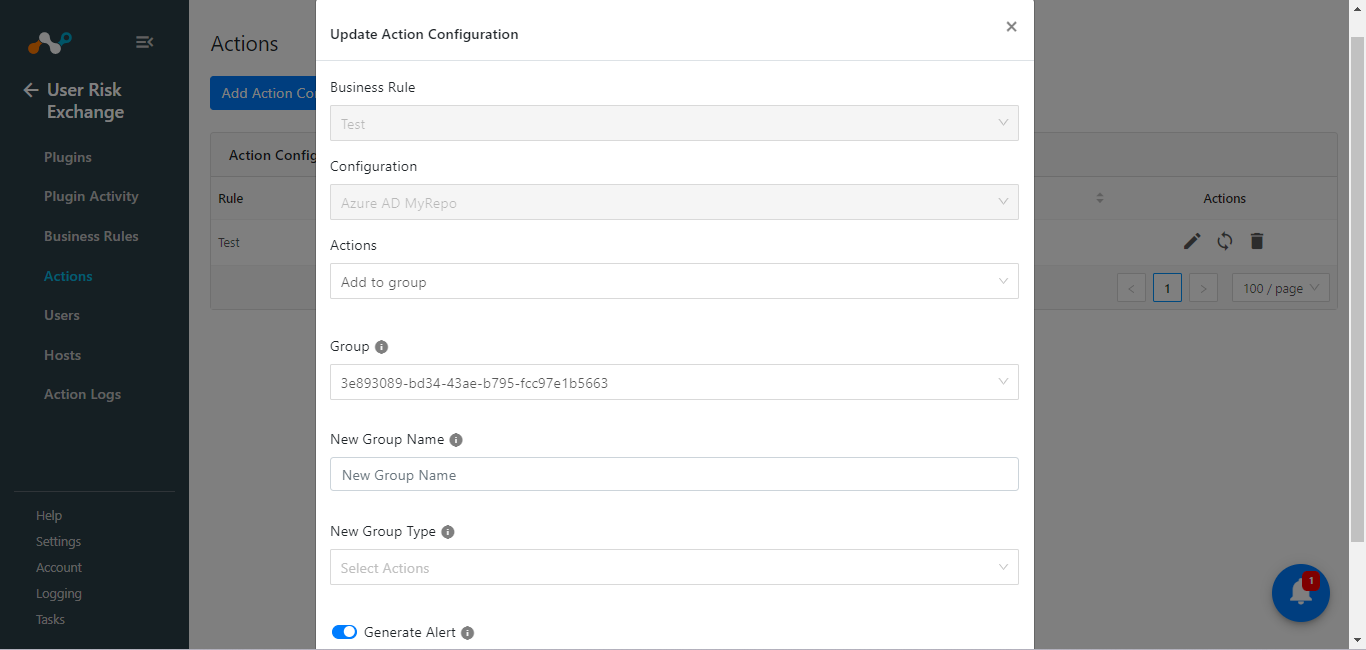 User Risk
Exchange
Plugins
Plugin Activity
Business Rules
Actions
Users
Hosts
Action Logs
Help
Settings
Account
Logging
Tasks
Actions
Add Action Co
Action Config
Rule
Actions
Test
<
1
>
100 / page
Update Action Configuration
Business Rule
Test
Configuration
Azure AD MyRepo
Actions
Add to group
Group
3e893089-bd34-43ae-b795-fcc97e1b5663
New Group Name
New Group Name
New Group Type
Select Actions
Generate Alert
1